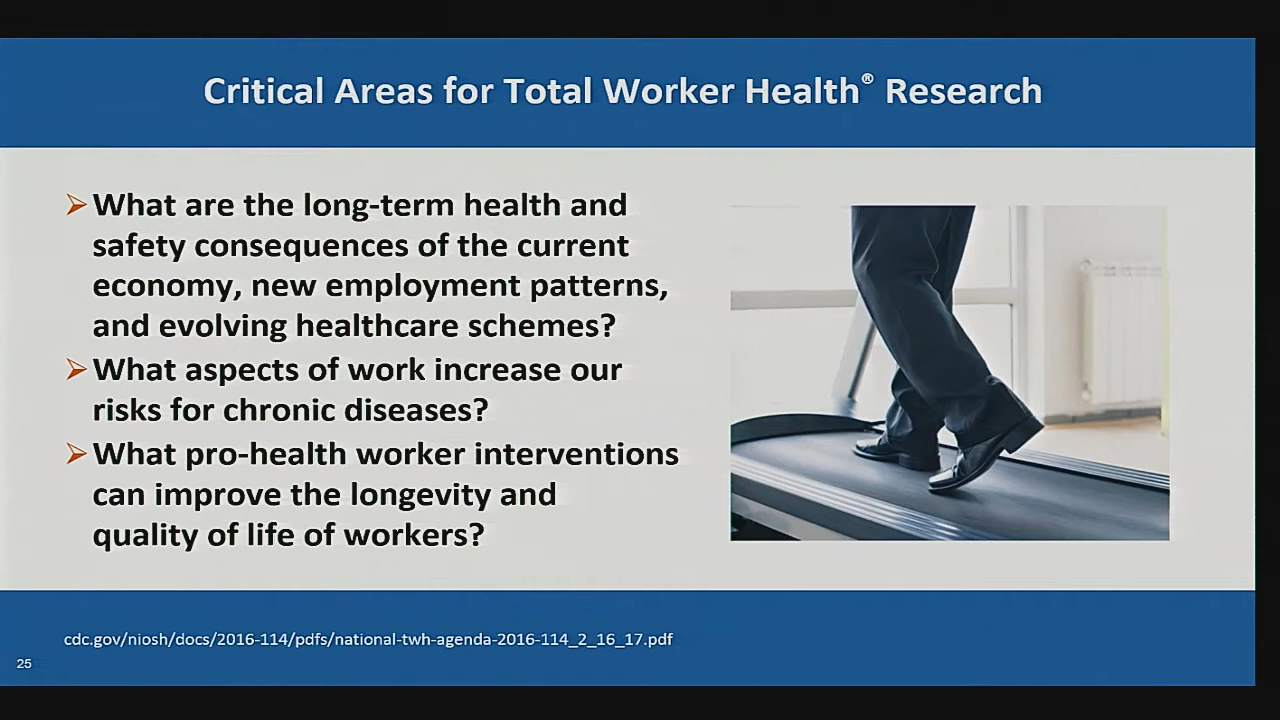 Critical Areas for Total Worker Health® Research
What are the long-term health and
safety consequences of the current
economy, new employment patterns,
and evolving healthcare schemes?
What aspects of work increase our
risks for chronic diseases?
What pro-health worker interventions
can improve the longevity and
quality of life of workers?
cdc.gov/niosh/docs/2016-114/pdfs/national-twh-agenda-2016-114_2_16_17.pdf
25